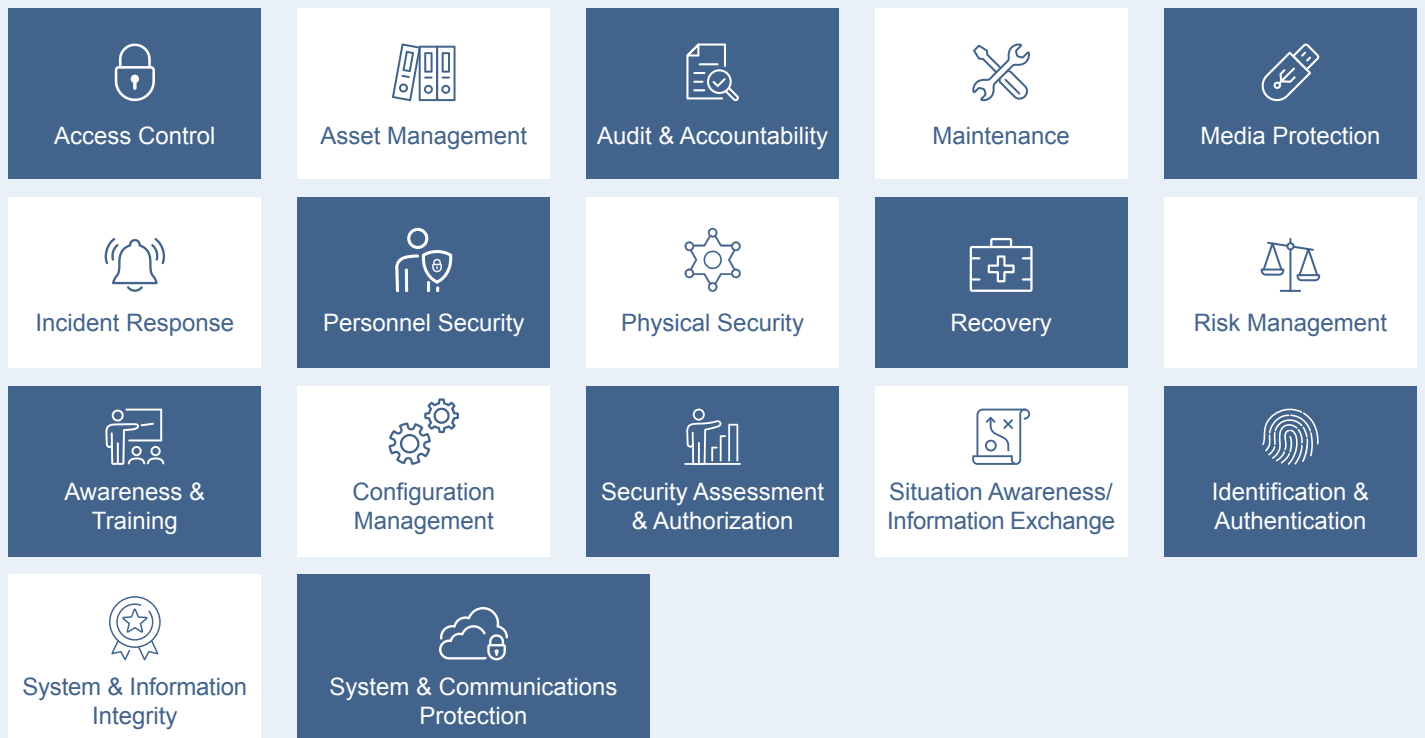 Access Control
Asset Management
Audit & Accountability
Maintenance
Media Protection
Incident Response
Personnel Security
Physical Security
Recovery
Risk Management
Awareness &
Training
Configuration
Management
Security Assessment
& Authorization
Situation Awareness/
Information Exchange
Identification &
Authentication
System & Information
Integrity
System & Communications
Protection